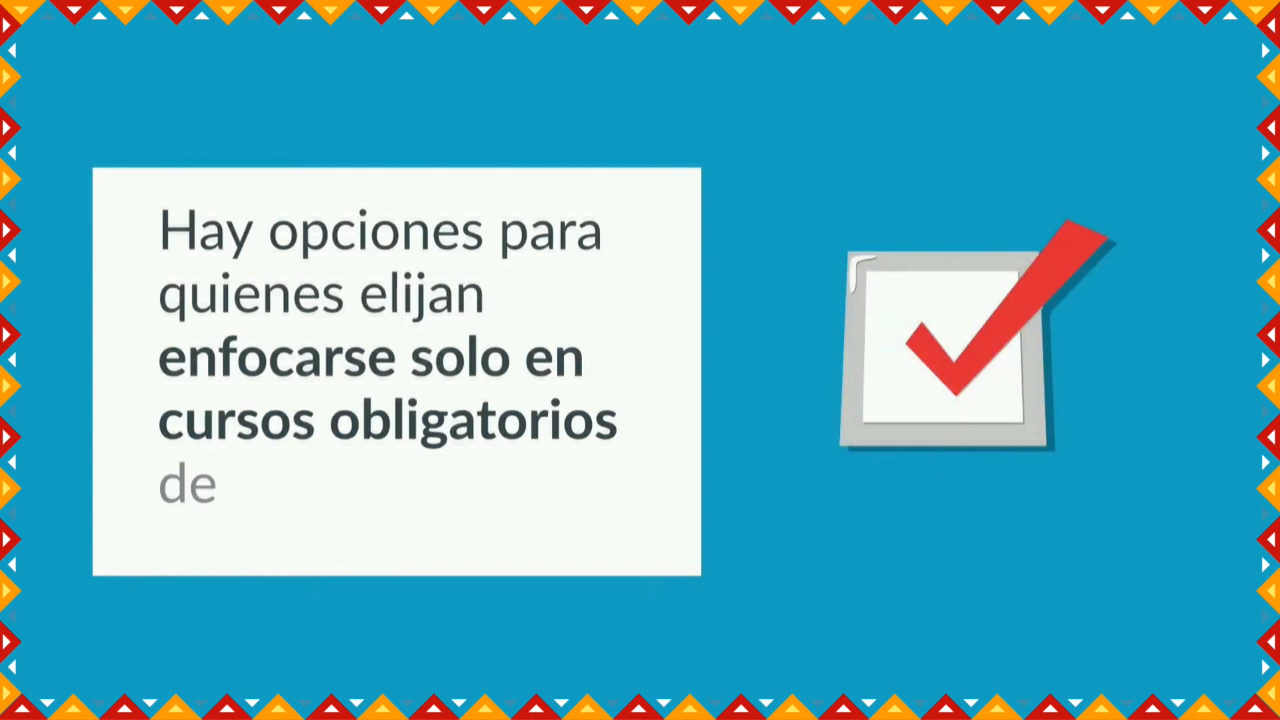 Hay opciones para
quienes elijan
enfocarse solo en
cursos obligatorios
de